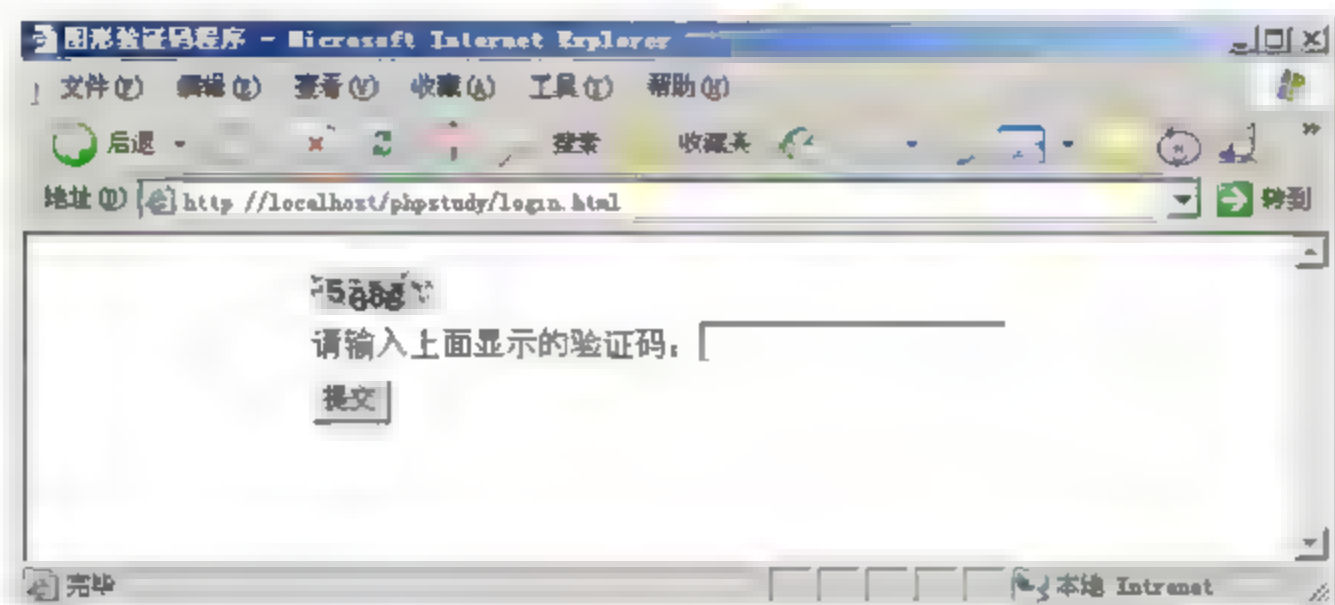 图形验证码程序 - Microsoft Internet Explorer
文件(F) 编辑(E) 查看(V) 收藏(A) 工具(T) 帮助(H)
后退 搜索 收藏夹 »
地址(D) http //localhost/phpstudy/login.html 转到
请输入上面显示的验证码:
提交
完毕 本地 Intranet